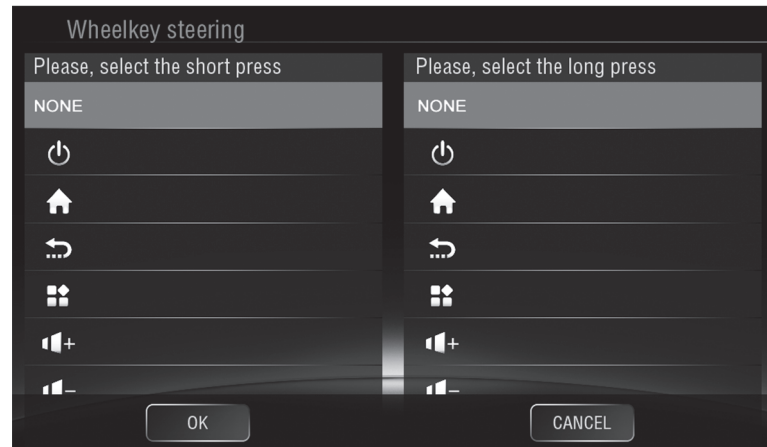 Wheelkey steering
Please, select the short press
Please, select the long press
NONE
NONE
+
+
−
−
OK
CANCEL